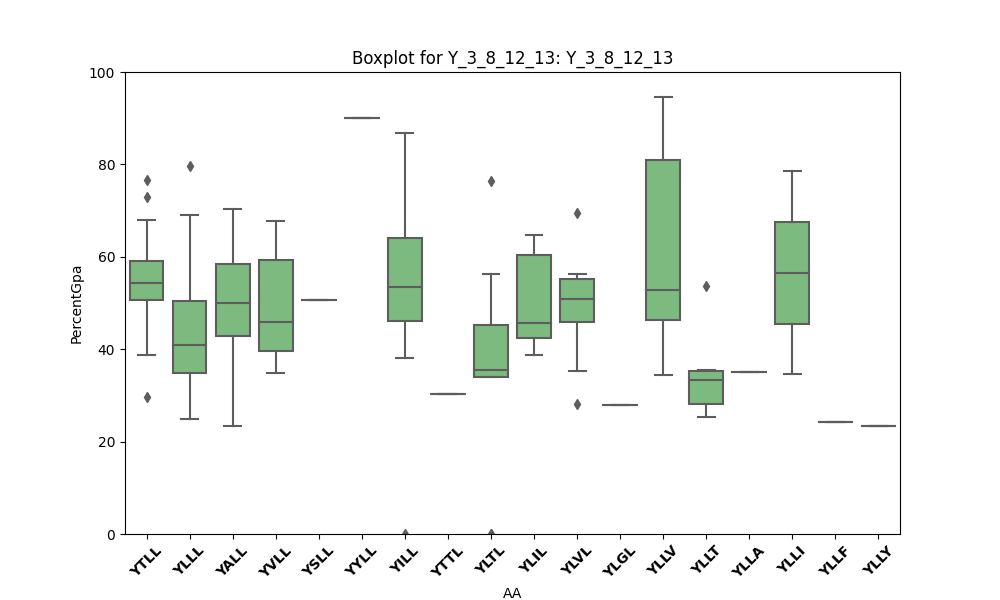 Boxplot for Y_3_8_12_13: Y_3_8_12_13
100
80
60
40
20
0
PercentGpa
YTLL YLLL YALL YVLL YSLL YYLL YILL YTTL YLTL YLIL YLVL YLGL YLLV YLLT YLLA YLLI YLLF YLLY
AA